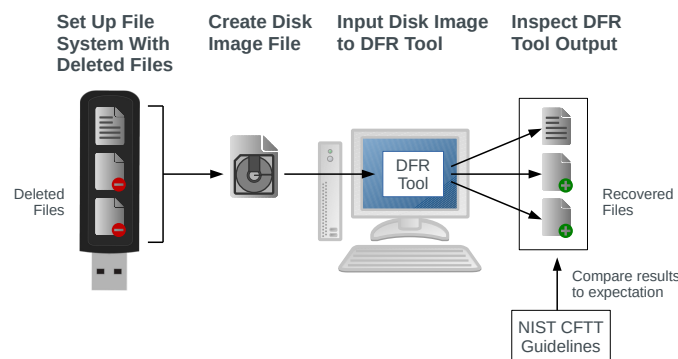 Set Up File
System With
Deleted Files
Create Disk
Image File
Input Disk Image
to DFR Tool
Inspect DFR
Tool Output
Deleted
Files
DFR
Tool
Recovered
Files
Compare results
to expectation
NIST CFTT
Guidelines